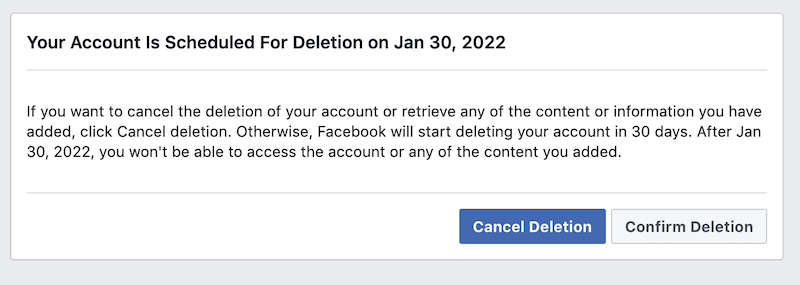 Your Account Is Scheduled For Deletion on Jan 30, 2022
If you want to cancel the deletion of your account or retrieve any of the content or information you have
added, click Cancel deletion. Otherwise, Facebook will start deleting your account in 30 days. After Jan
30, 2022, you won't be able to access the account or any of the content you added.
Cancel Deletion
Confirm Deletion